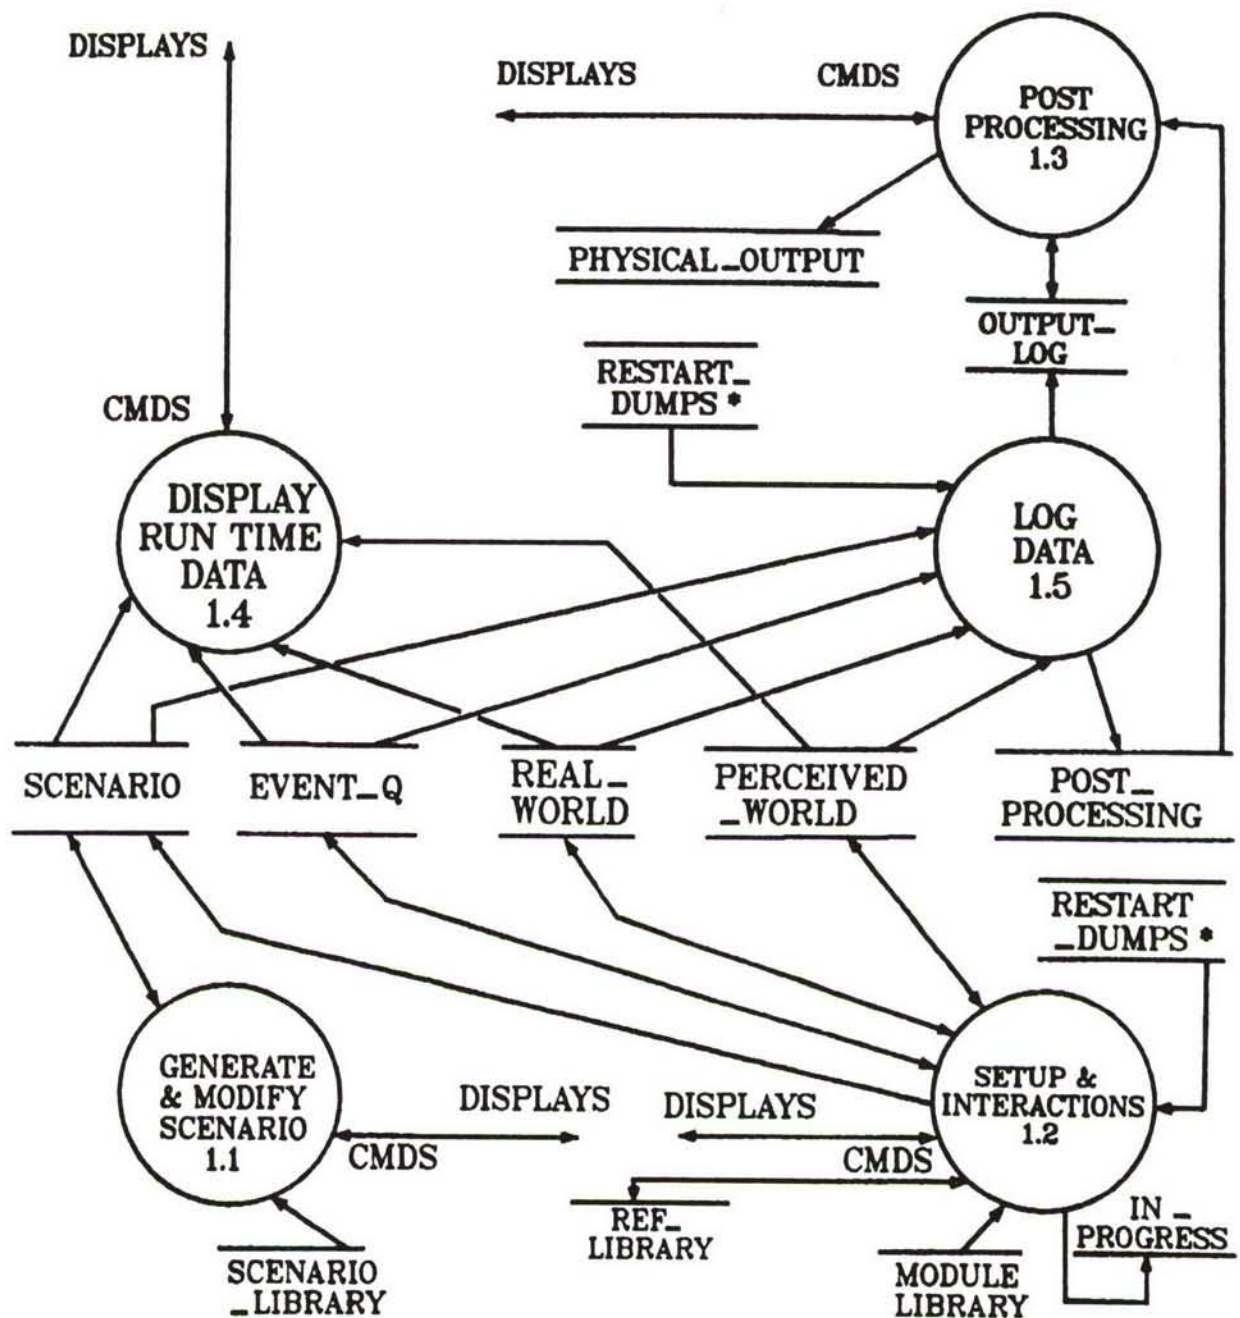 DISPLAYS
DISPLAYS
CMDS
POST
PROCESSING
1.3
PHYSICAL_OUTPUT
OUTPUT_
LOG
RESTART_
DUMPS *
CMDS
DISPLAY
RUN TIME
DATA
1.4
LOG
DATA
1.5
SCENARIO
EVENT_Q
REAL_
WORLD
PERCEIVED
_WORLD
POST_
PROCESSING
RESTART
_DUMPS *
GENERATE
& MODIFY
SCENARIO
1.1
DISPLAYS
CMDS
DISPLAYS
CMDS
SETUP &
INTERACTIONS
1.2
REF_
LIBRARY
IN _
PROGRESS
SCENARIO
_LIBRARY
MODULE
LIBRARY